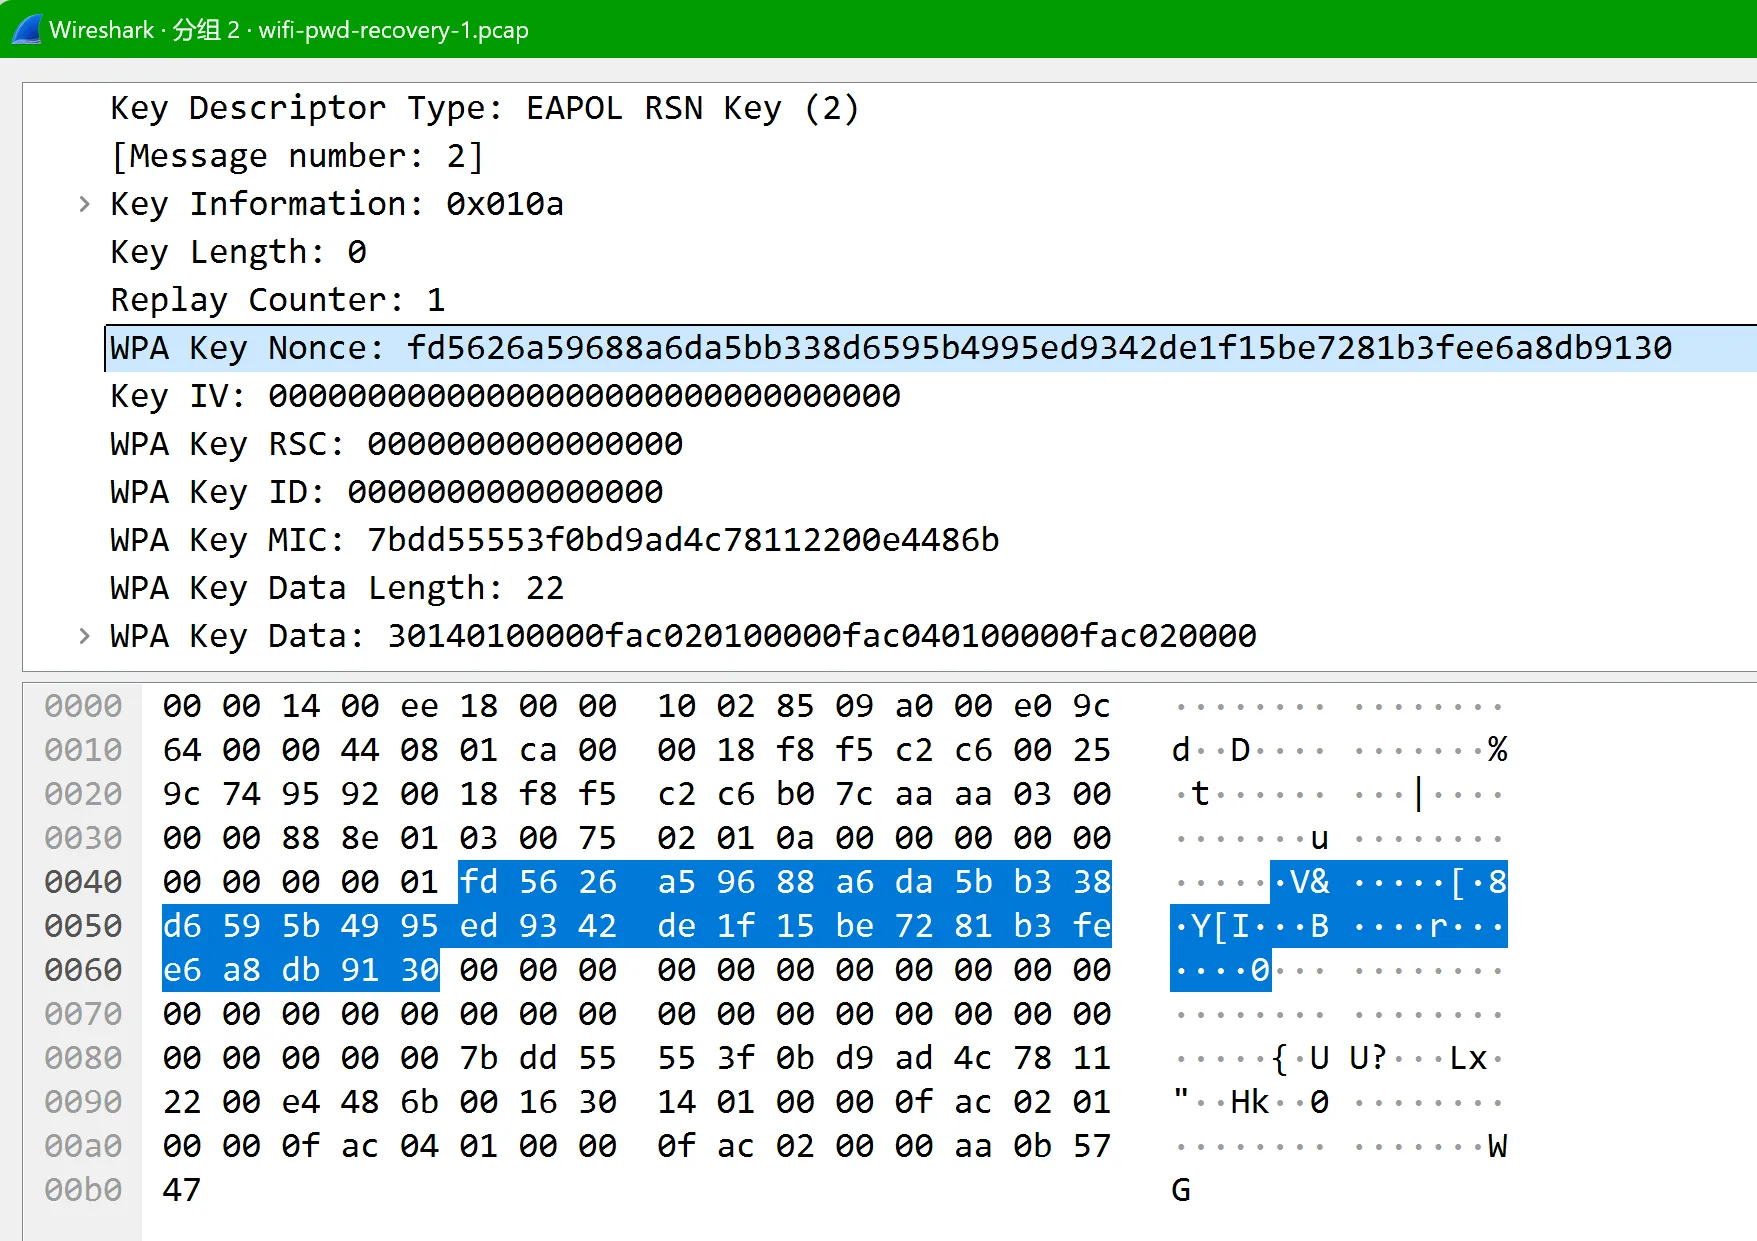 Wireshark · 分组 2 · wifi-pwd-recovery-1.pcap
Key Descriptor Type: EAPOL RSN Key (2)
[Message number: 2]
Key Information: 0x010a
Key Length: 0
Replay Counter: 1
WPA Key Nonce: fd5626a59688a6da5bb338d6595b4995ed9342de1f15be7281b3fee6a8db9130
Key IV: 00000000000000000000000000000000
WPA Key RSC: 0000000000000000
WPA Key ID: 0000000000000000
WPA Key MIC: 7bdd55553f0bd9ad4c78112200e4486b
WPA Key Data Length: 22
WPA Key Data: 30140100000fac020100000fac040100000fac020000
0000 00 00 14 00 ee 18 00 00 10 02 85 09 a0 00 e0 9c ········ ········
0010 64 00 00 44 08 01 ca 00 00 18 f8 f5 c2 c6 00 25 d··D···· ·······%
0020 9c 74 95 92 00 18 f8 f5 c2 c6 b0 7c aa aa 03 00 ·t······ ···|····
0030 00 00 88 8e 01 03 00 75 02 01 0a 00 00 00 00 00 ·······u ········
0040 00 00 00 00 01 fd 56 26 a5 96 88 a6 da 5b b3 38 ······V& ·····[·8
0050 d6 59 5b 49 95 ed 93 42 de 1f 15 be 72 81 b3 fe ·Y[I···B ····r···
0060 e6 a8 db 91 30 00 00 00 00 00 00 00 00 00 00 00 ····0··· ········
0070 00 00 00 00 00 00 00 00 00 00 00 00 00 00 00 00 ········ ········
0080 00 00 00 00 00 7b dd 55 55 3f 0b d9 ad 4c 78 11 ·····{·U U?···Lx·
0090 22 00 e4 48 6b 00 16 30 14 01 00 00 0f ac 02 01 "··Hk··0 ········
00a0 00 00 0f ac 04 01 00 00 0f ac 02 00 00 aa 0b 57 ········ ·······W
00b0 47 G